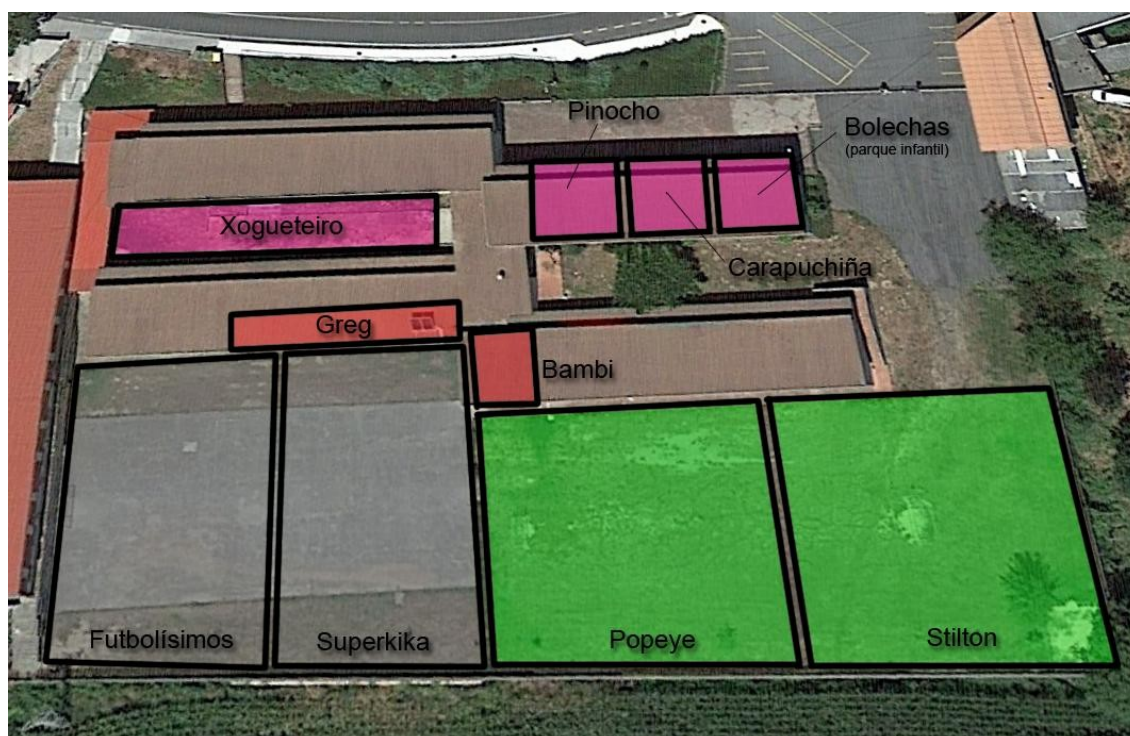 Pinocho
Bolechas
(parque infantil)
Xogueteiro
Carapuchiña
Greg
Bambi
Futbolísimos
Superkika
Popeye
Stilton